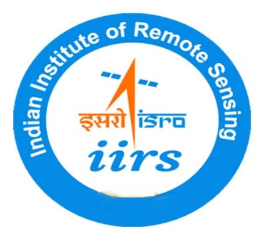 Indian Institute of Remote Sensing
इसरो isro
iirs